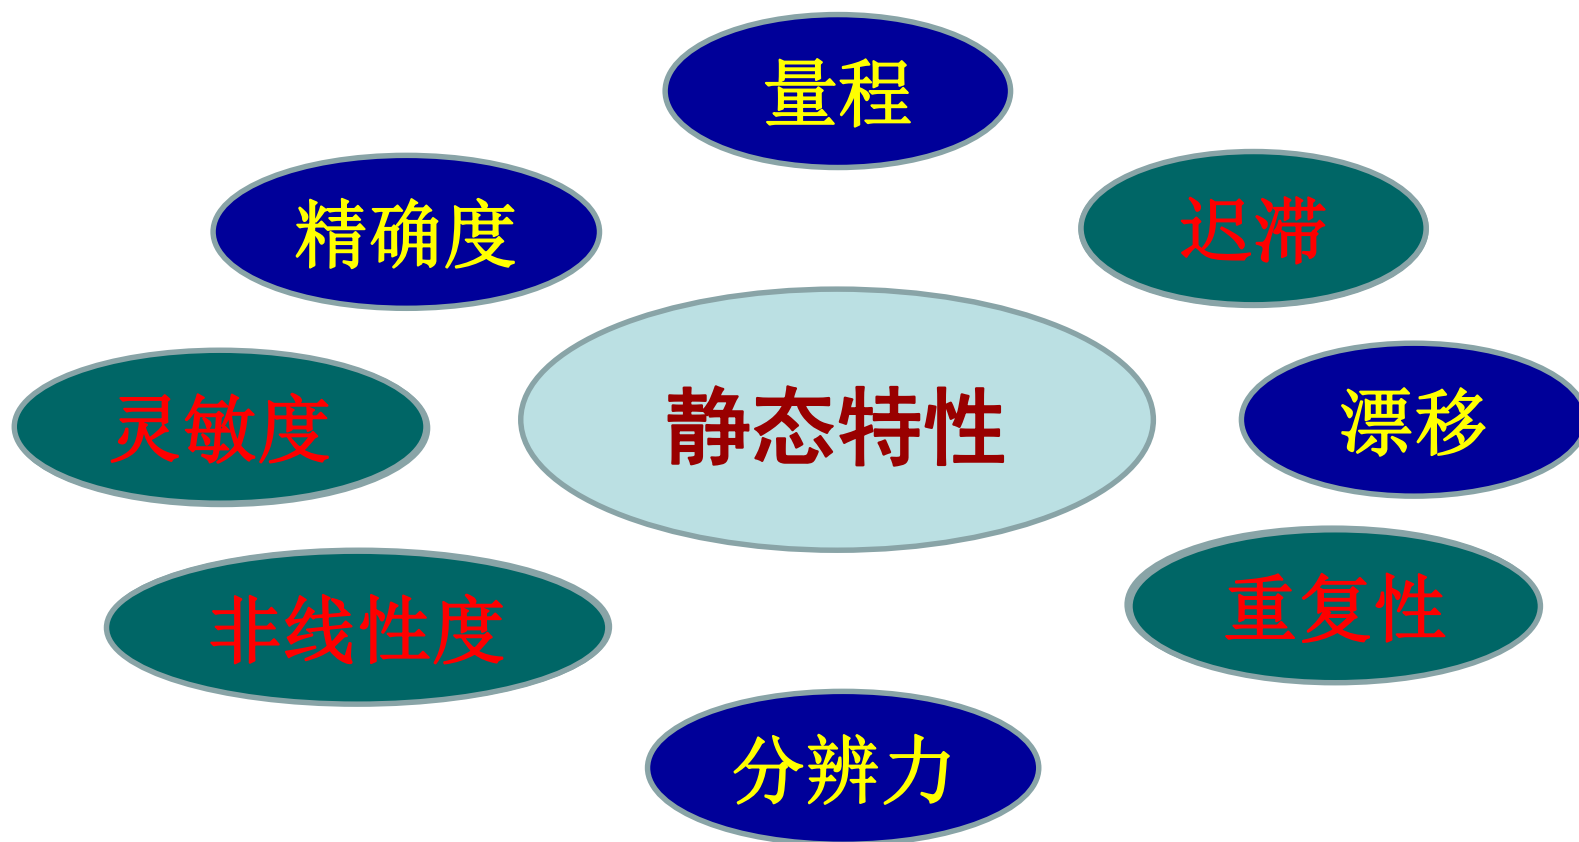 量程
精确度
迟滞
灵敏度
静态特性
漂移
非线性度
重复性
分辨力